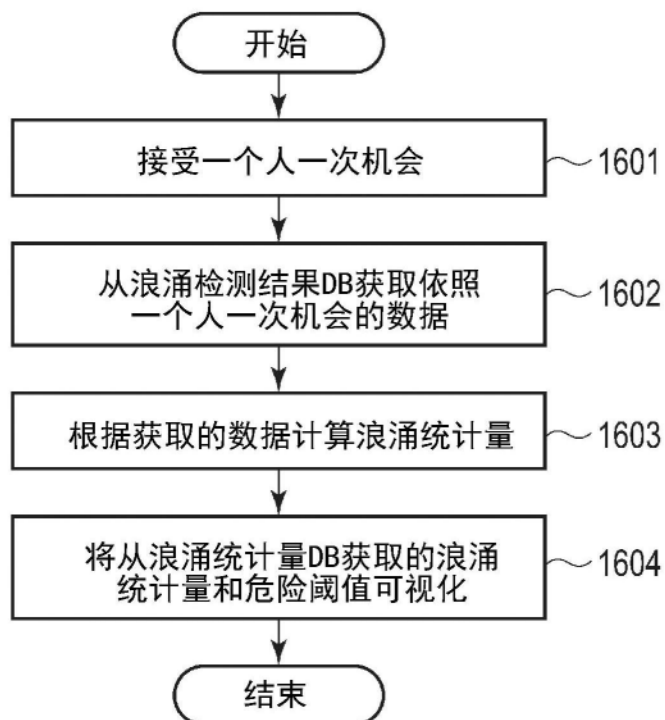 开始
接受一个人一次机会
1601
从浪涌检测结果DB获取依照
一个人一次机会的数据
1602
根据获取的数据计算浪涌统计量
1603
将从浪涌统计量DB获取的浪涌
统计量和危险阈值可视化
1604
结束